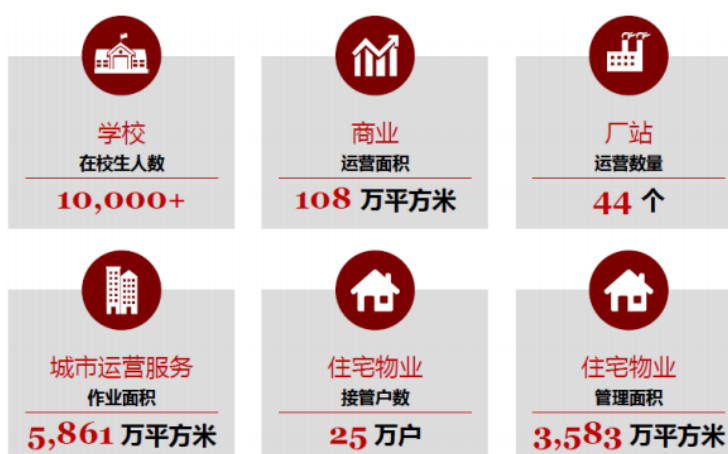 学校
在校生人数
10,000+
商业
运营面积
108 万平方米
厂站
运营数量
44 个
城市运营服务
作业面积
5,861 万平方米
住宅物业
接管户数
25 万户
住宅物业
管理面积
3,583 万平方米